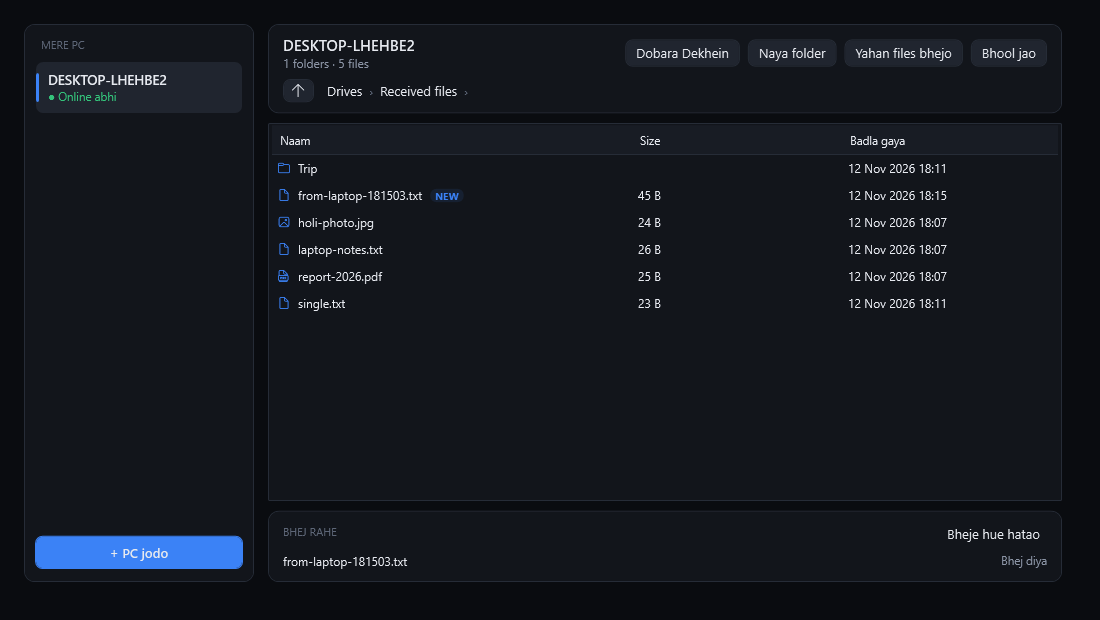 MERE PC
DESKTOP-LHEHBE2
● Online abhi
+ PC jodo
DESKTOP-LHEHBE2
1 folders · 5 files
Dobara Dekhein
Naya folder
Yahan files bhejo
Bhool jao
↑ Drives › Received files ›
Naam Size Badla gaya
Trip 12 Nov 2026 18:11
from-laptop-181503.txt NEW 45 B 12 Nov 2026 18:15
holi-photo.jpg 24 B 12 Nov 2026 18:07
laptop-notes.txt 26 B 12 Nov 2026 18:07
report-2026.pdf 25 B 12 Nov 2026 18:07
single.txt 23 B 12 Nov 2026 18:11
BHEJ RAHE
Bheje hue hatao
from-laptop-181503.txt
Bhej diya